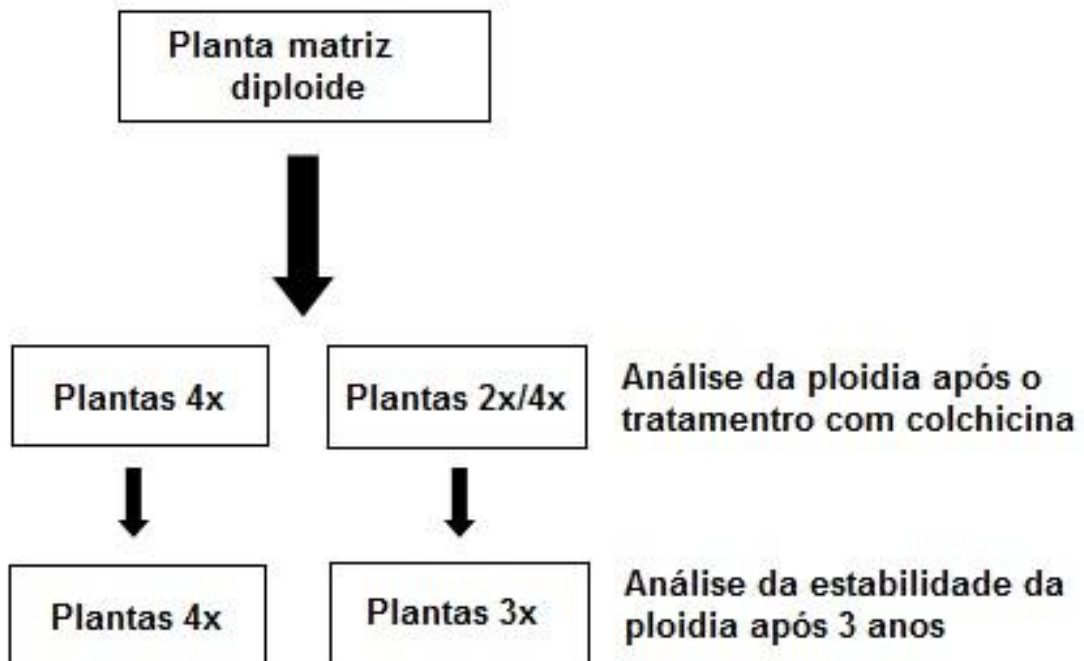 Planta matriz
diploide
Plantas 4x
Plantas 2x/4x
Análise da ploidia após o
tratamentro com colchicina
Plantas 4x
Plantas 3x
Análise da estabilidade da
ploidia após 3 anos